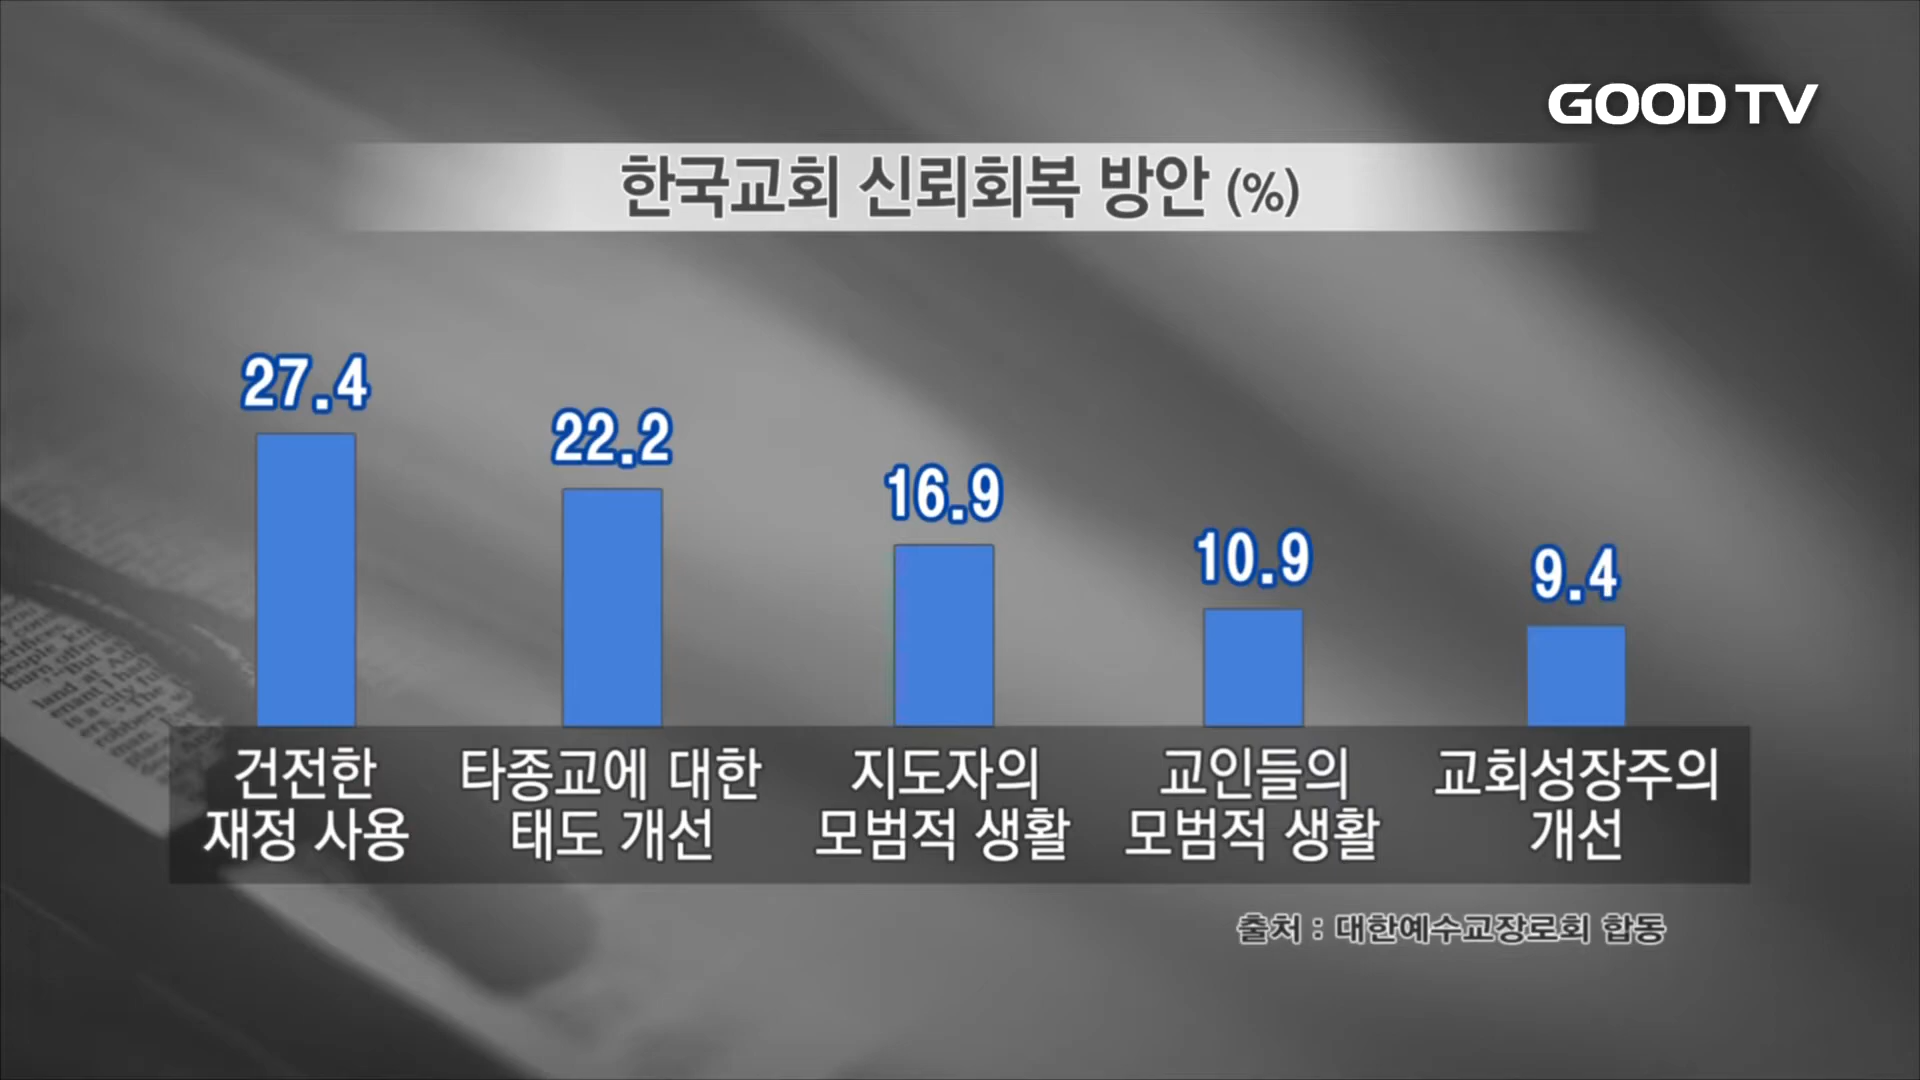 GOOD TV
한국교회 신뢰회복 방안 (%)
27.4
22.2
16.9
10.9
9.4
건전한
재정 사용
타종교에 대한
태도 개선
지도자의
모범적 생활
교인들의
모범적 생활
교회성장주의
개선
출처 : 대한예수교장로회 합동